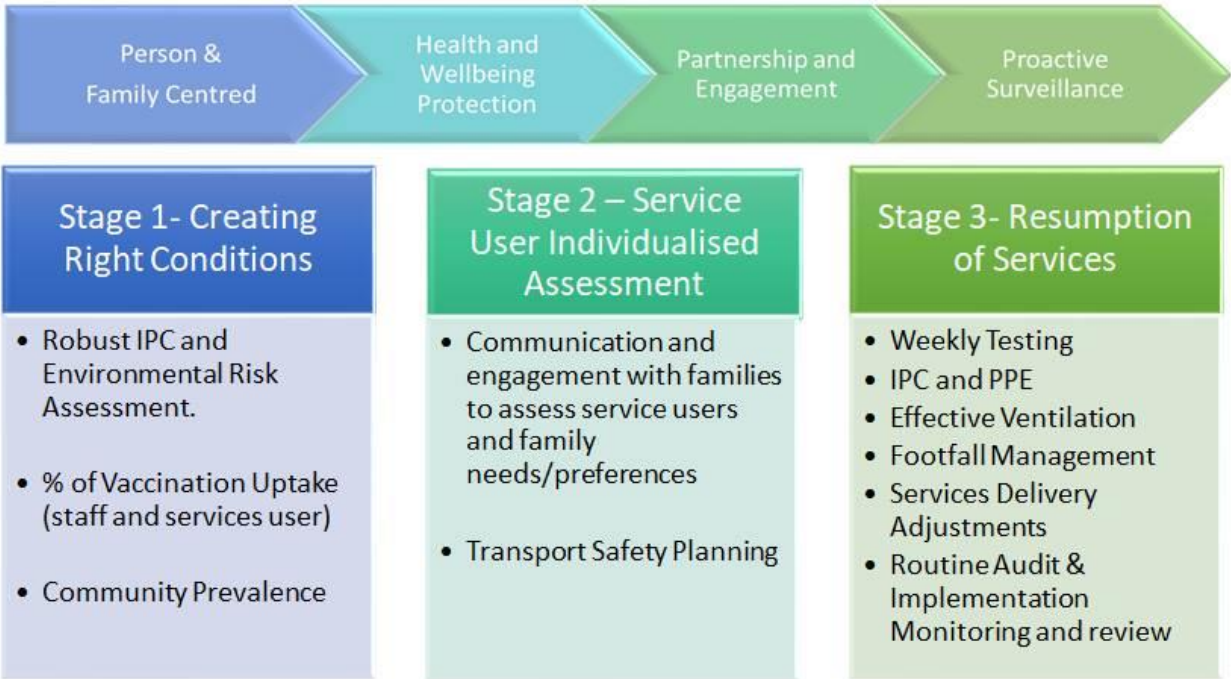 Person &
Family Centred
Health and
Wellbeing
Protection
Partnership and
Engagement
Proactive
Surveillance
Stage 1- Creating
Right Conditions
• Robust IPC and
Environmental Risk
Assessment.
• % of Vaccination Uptake
(staff and services user)
• Community Prevalence
Stage 2 – Service
User Individualised
Assessment
• Communication and
engagement with families
to assess service users
and family
needs/preferences
• Transport Safety Planning
Stage 3- Resumption
of Services
• Weekly Testing
• IPC and PPE
• Effective Ventilation
• Footfall Management
• Services Delivery
Adjustments
• Routine Audit &
Implementation
Monitoring and review